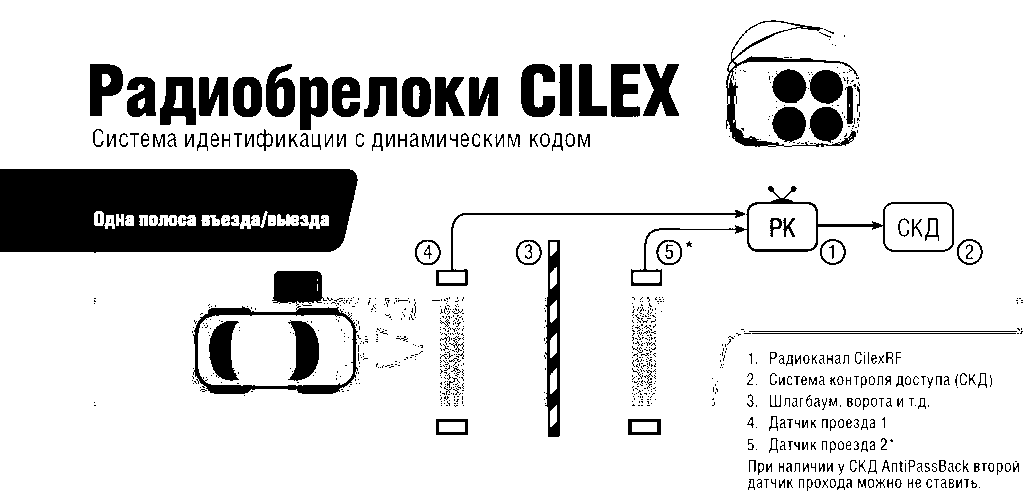 Радиобрелоки CILEX
Система идентификации с динамическим кодом
Одна полоса въезда/выезда
РК
СКД
4
3
5
*
1
2
1. Радиоканал CilexRF
2. Система контроля доступа (СКД)
3. Шлагбаум, ворота и т.д.
4. Датчик проезда 1
5. Датчик проезда 2*
При наличии у СКД AntiPassBack второй
датчик прохода можно не ставить.